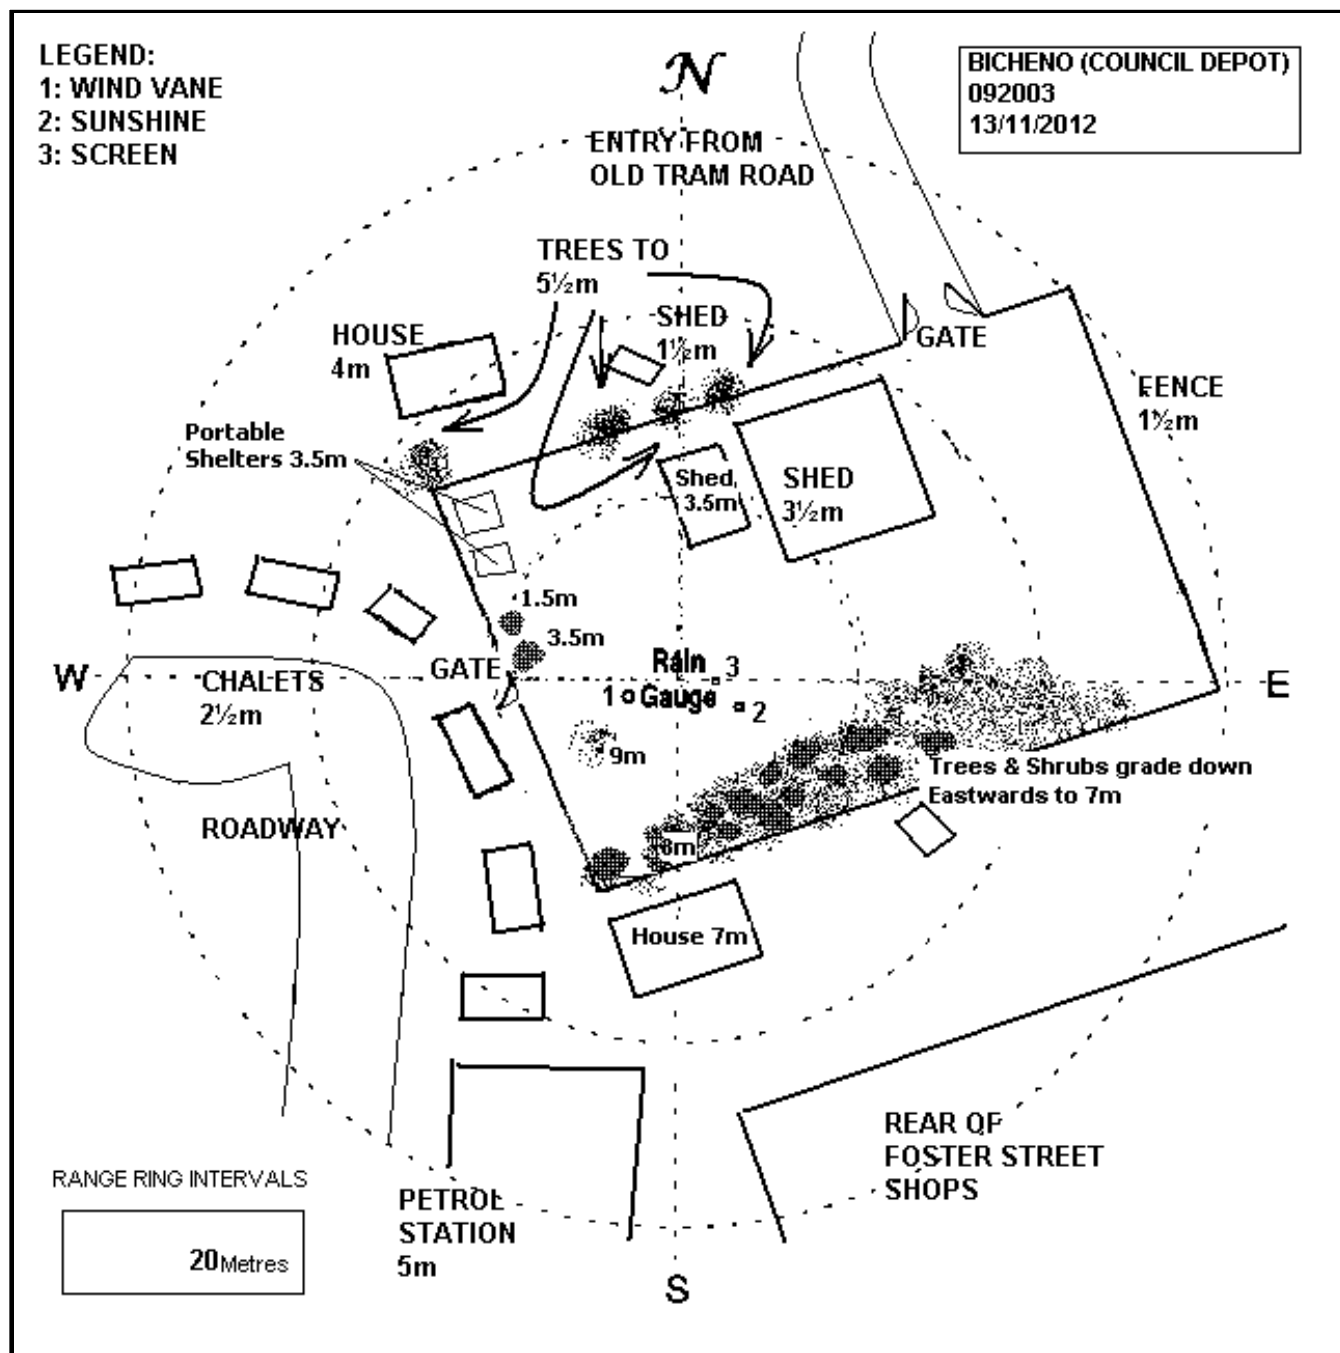 LEGEND:
1: WIND VANE
2: SUNSHINE
3: SCREEN
N
BICHENO (COUNCIL DEPOT)
092003
13/11/2012
ENTRY FROM
OLD TRAM ROAD
TREES TO
5½m
SHED
1½m
HOUSE
4m
GATE
FENCE
1½m
Portable
Shelters 3.5m
Shed
3.5m
SHED
3½m
1.5m
3.5m
GATE
W
CHALETS
2½m
Rain
Gauge
1
3
2
E
9m
Trees & Shrubs grade down
Eastwards to 7m
ROADWAY
8m
House 7m
REAR OF
FOSTER STREET
SHOPS
RANGE RING INTERVALS
20 Metres
PETROL
STATION
5m
S